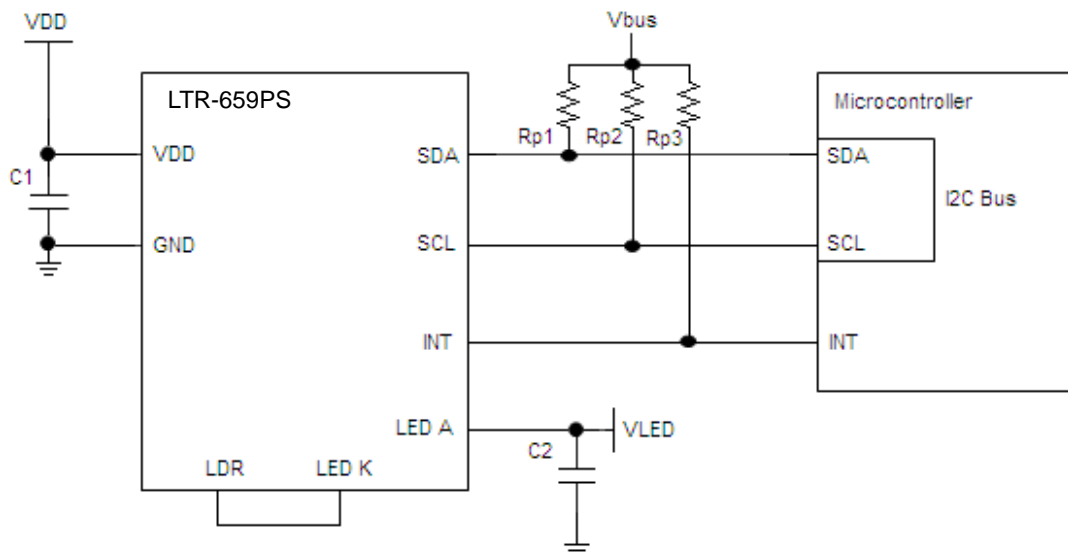 VDD
Vbus
LTR-659PS
Microcontroller
Rp1 Rp2 Rp3
VDD
SDA
SDA
C1
I2C Bus
GND
SCL
SCL
INT
INT
LED A
VLED
C2
LDR
LED K